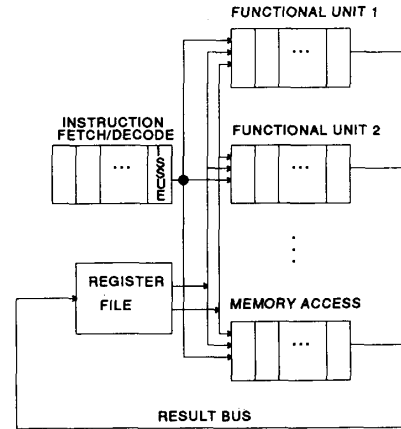 FUNCTIONAL UNIT 1
...
INSTRUCTION
FETCH/DECODE
FUNCTIONAL UNIT 2
...
ISSUE
...
REGISTER
FILE
MEMORY ACCESS
...
RESULT BUS